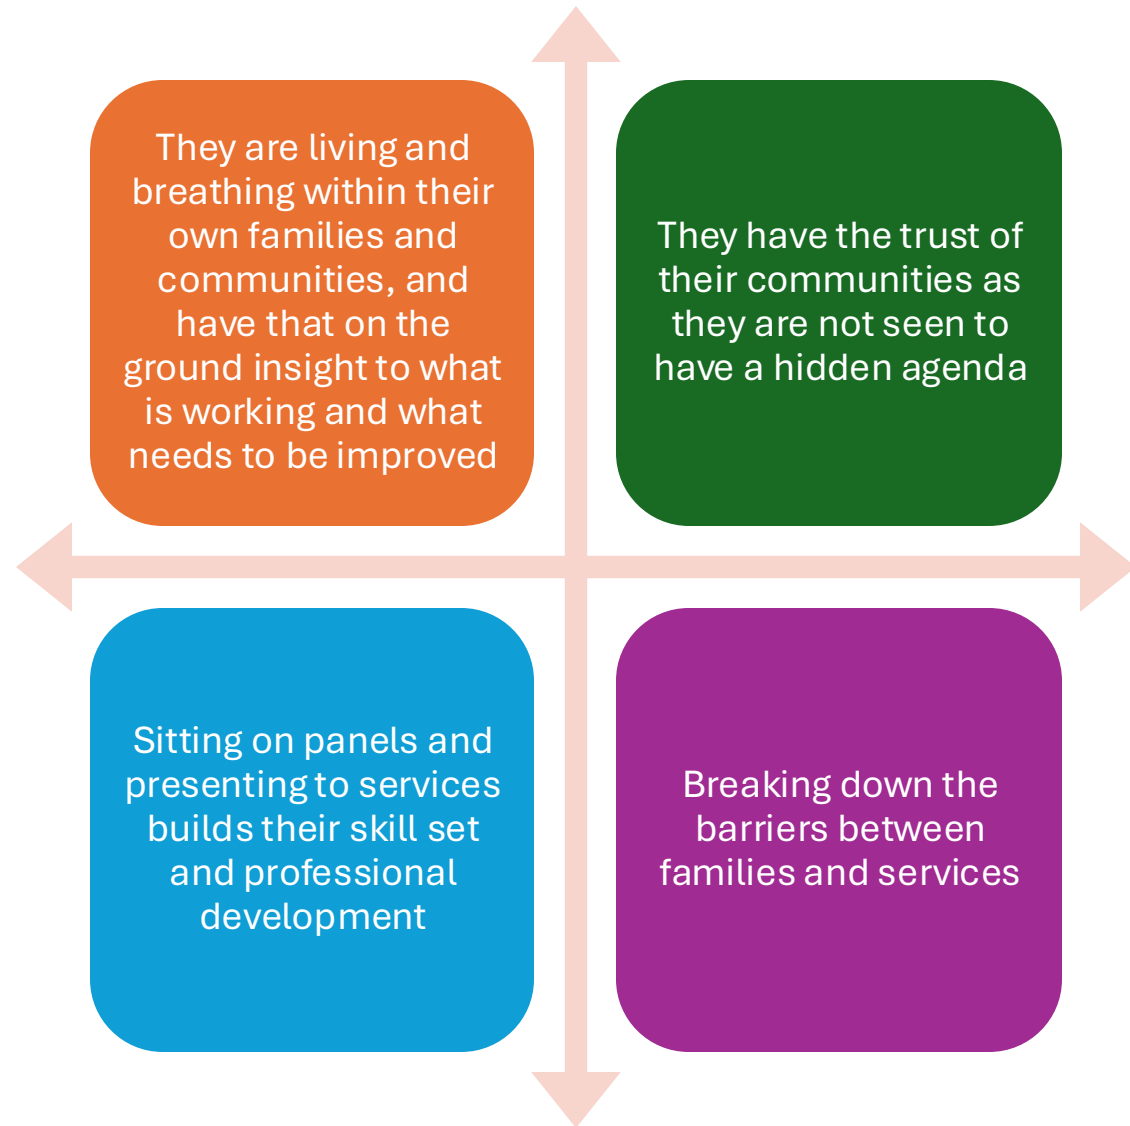 They are living and
breathing within their
own families and
communities, and
have that on the
ground insight to what
is working and what
needs to be improved
They have the trust of
their communities as
they are not seen to
have a hidden agenda
Sitting on panels and
presenting to services
builds their skill set
and professional
development
Breaking down the
barriers between
families and services